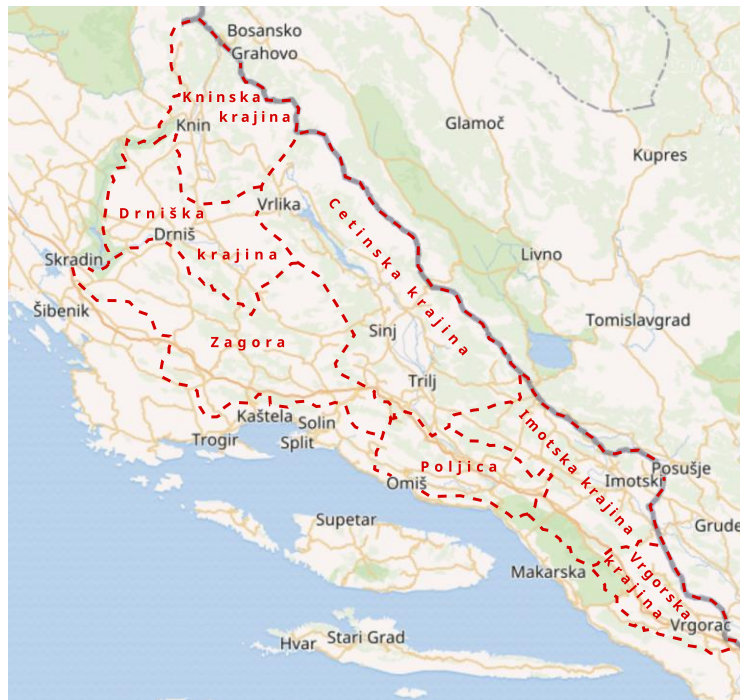 Bosansko
Grahovo
Kninska
krajina
Knin
Glamoč
Kupres
Drniška
Vrlika
Drniš
krajina
Cetinska krajina
Skradin
Livno
Šibenik
Zagora
Sinj
Tomislavgrad
Trilj
Kaštela
Solin
Trogir
Split
Imotska krajina
Poljica
Omiš
Posušje
Imotski
Supetar
Grude
Makarska
Vrgorska
krajina
Vrgorac
Hvar
Stari Grad